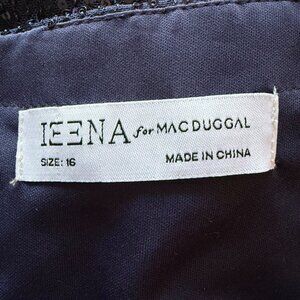 IEENA for MAC DUGGAL
SIZE: 16 MADE IN CHINA